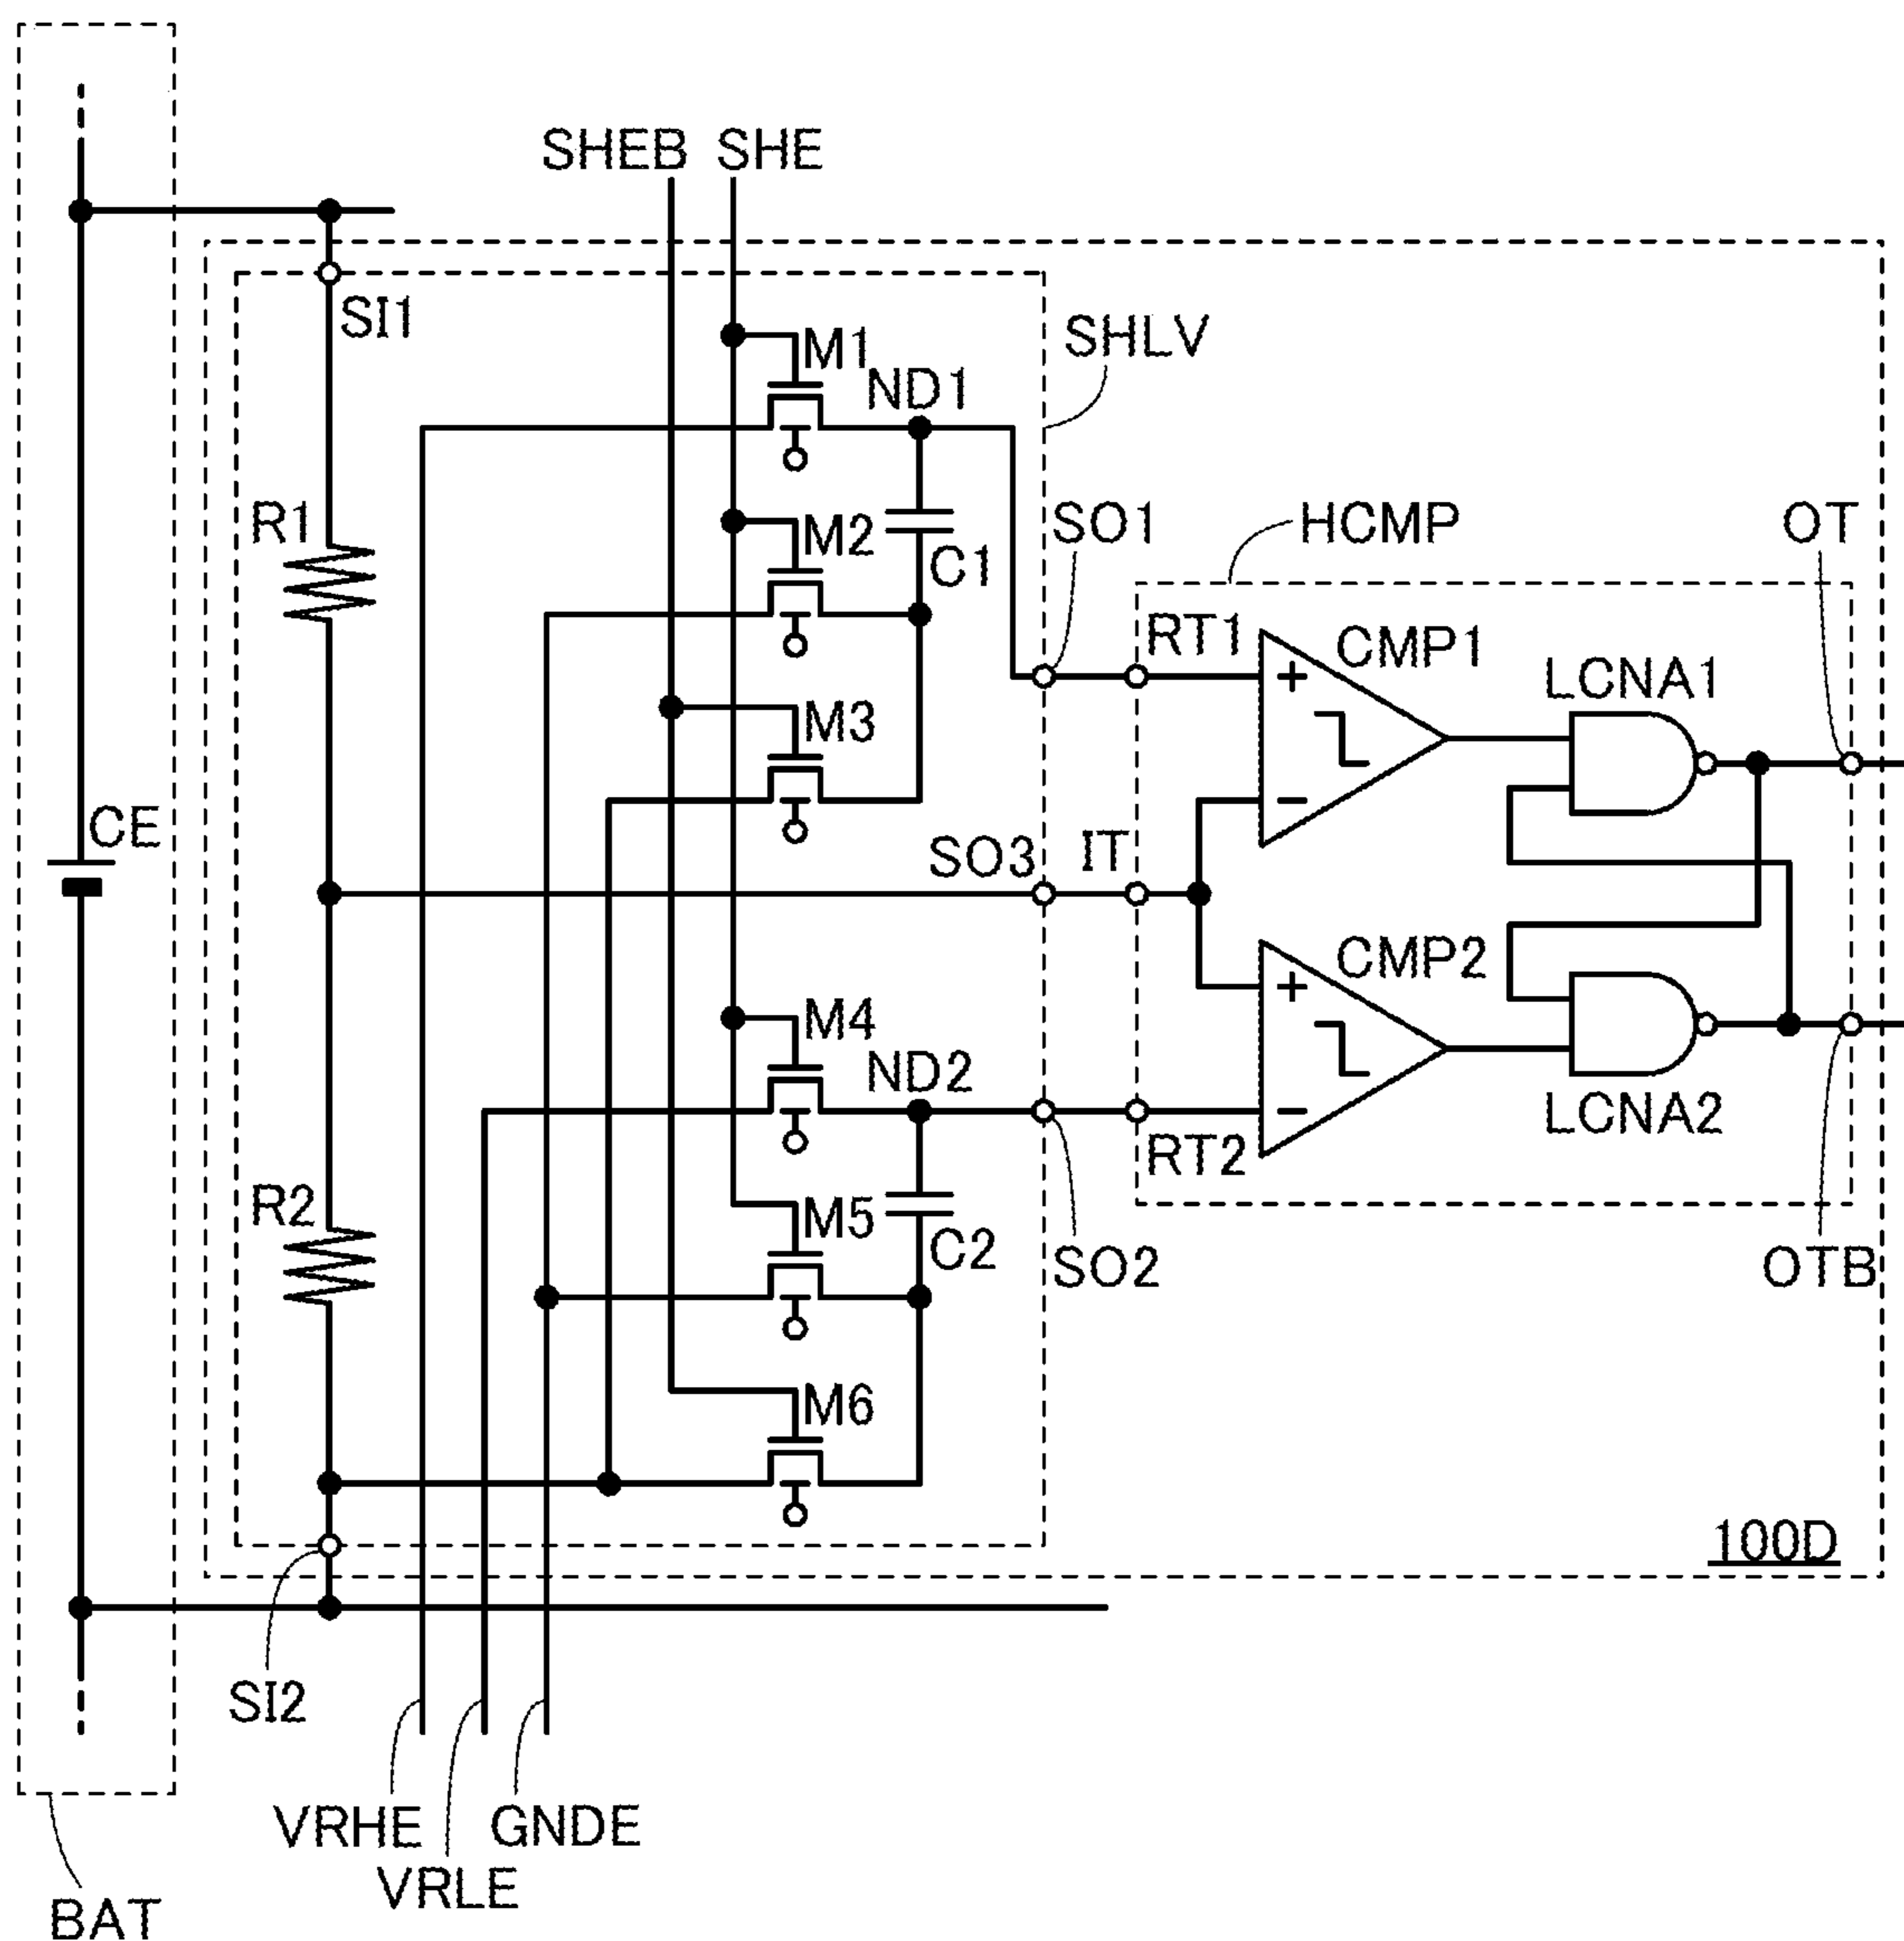 SHEB SHE
SI1
M1
ND1
SHLV
R1
M2
C1
SO1
HCMP
OT
RT1
CMP1
LCNA1
M3
CE
SO3
IT
CMP2
M4
ND2
RT2
LCNA2
R2
M5
C2
SO2
OTB
M6
100D
SI2
VRHE
GNDE
VRLE
BAT